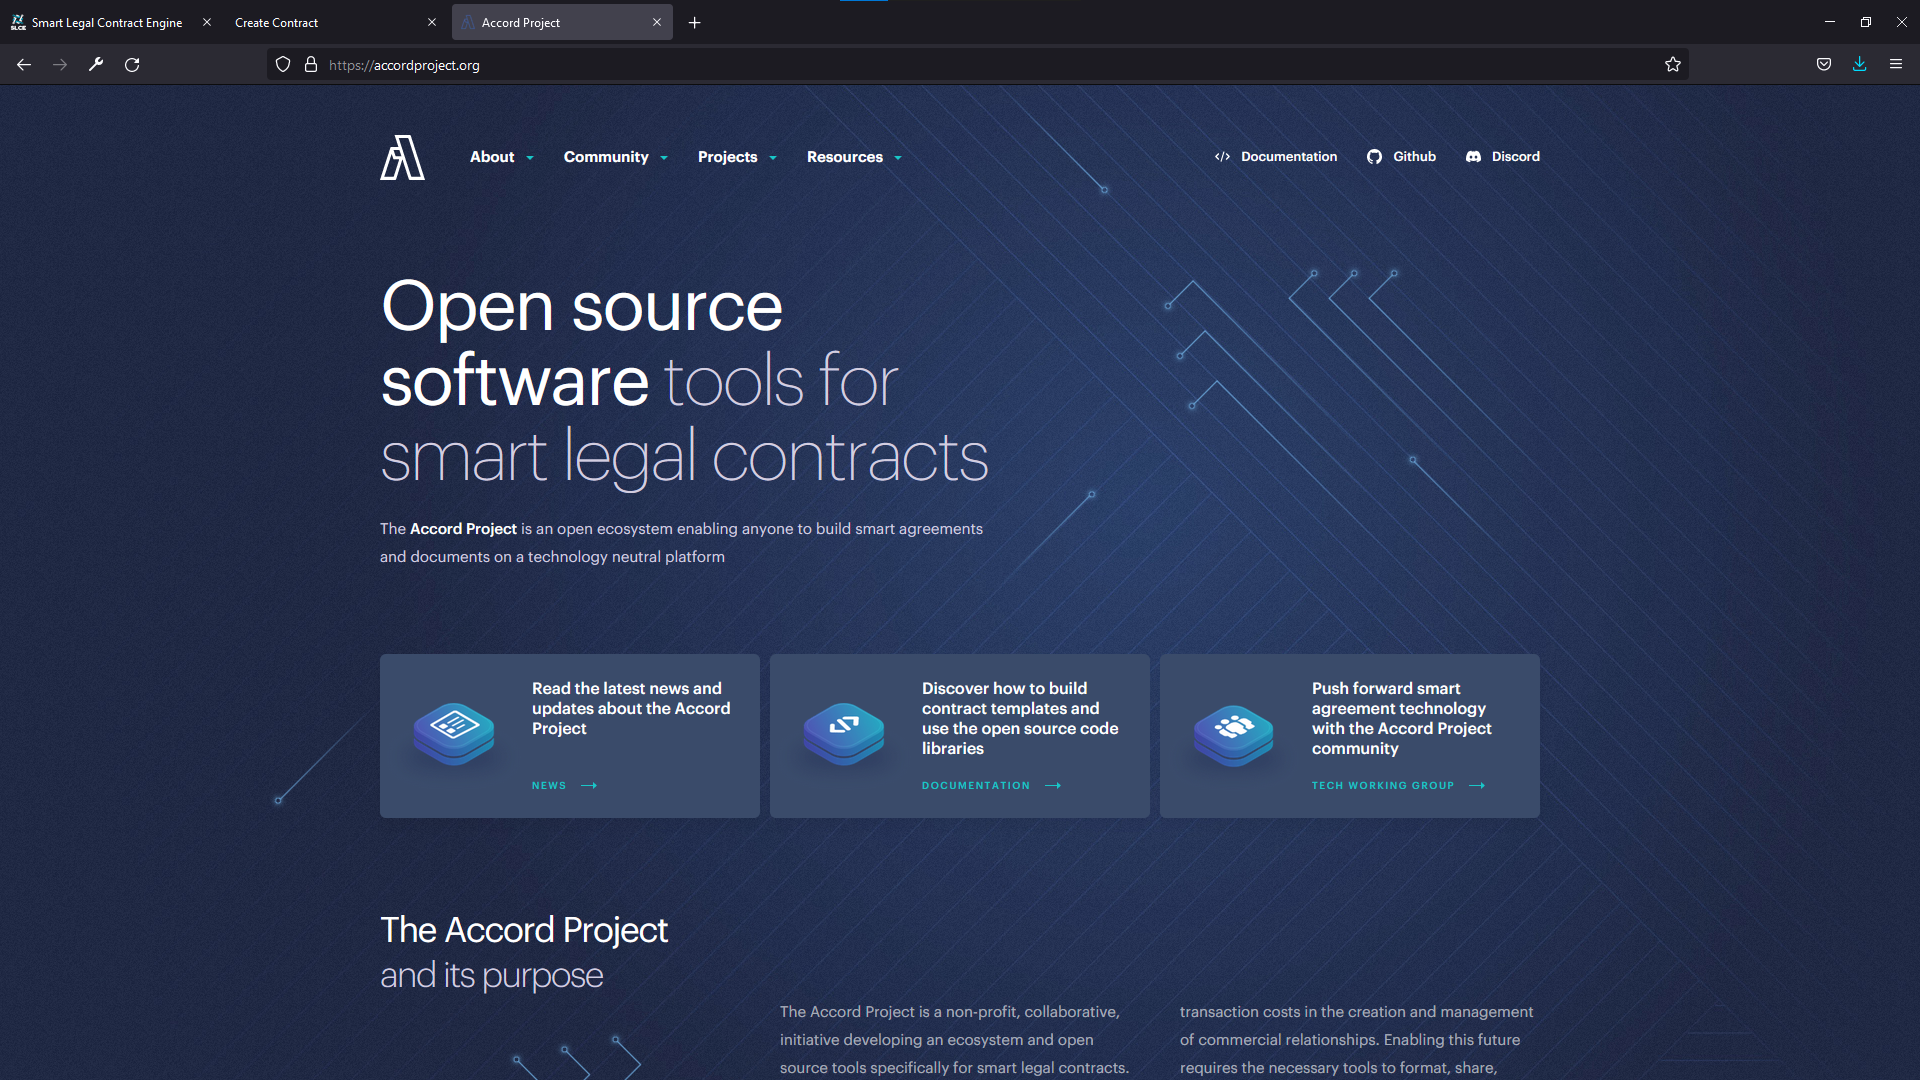 Smart Legal Contract Engine
Create Contract
Accord Project
https://accordproject.org
About
Community
Projects
Resources
Documentation
Github
Discord
Open source
software tools for
smart legal contracts
The Accord Project is an open ecosystem enabling anyone to build smart agreements
and documents on a technology neutral platform
Read the latest news and
updates about the Accord
Project
NEWS
Discover how to build
contract templates and
use the open source code
libraries
DOCUMENTATION
Push forward smart
agreement technology
with the Accord Project
community
TECH WORKING GROUP
The Accord Project
and its purpose
The Accord Project is a non-profit, collaborative,
initiative developing an ecosystem and open
source tools specifically for smart legal contracts.
transaction costs in the creation and management
of commercial relationships. Enabling this future
requires the necessary tools to format, share,